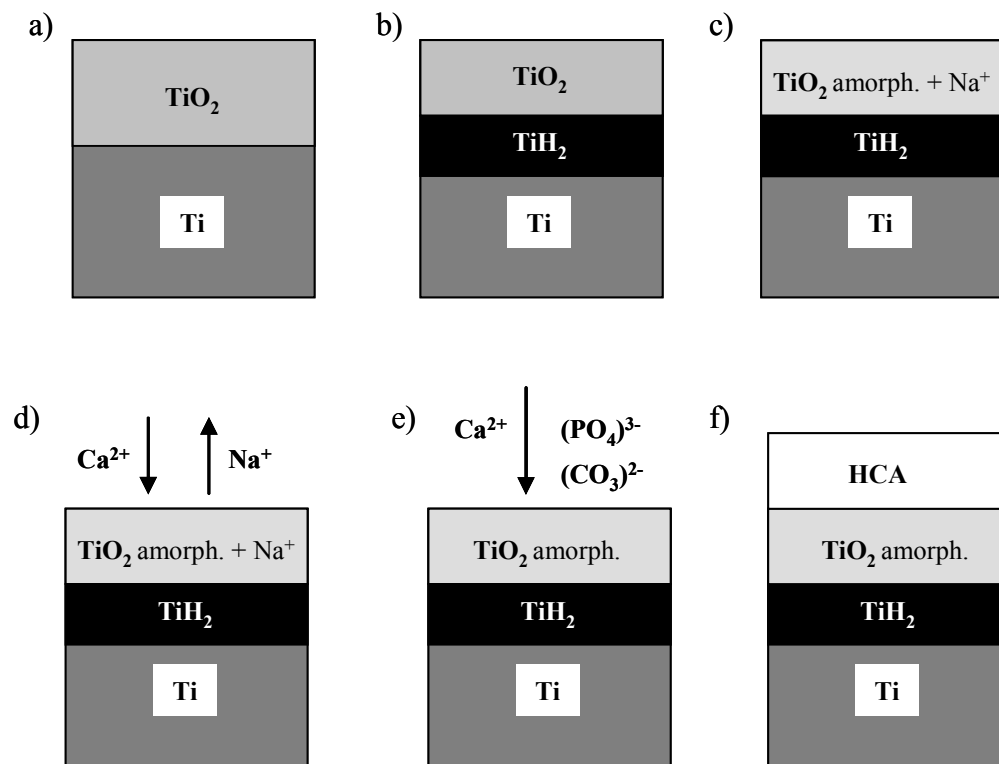 a)
TiO₂
Ti
b)
TiO₂
TiH₂
Ti
c)
TiO₂ amorph. + Na⁺
TiH₂
Ti
d)
Ca²⁺
Na⁺
TiO₂ amorph. + Na⁺
TiH₂
Ti
e)
Ca²⁺
(PO₄)³⁻
(CO₃)²⁻
TiO₂ amorph.
TiH₂
Ti
f)
HCA
TiO₂ amorph.
TiH₂
Ti